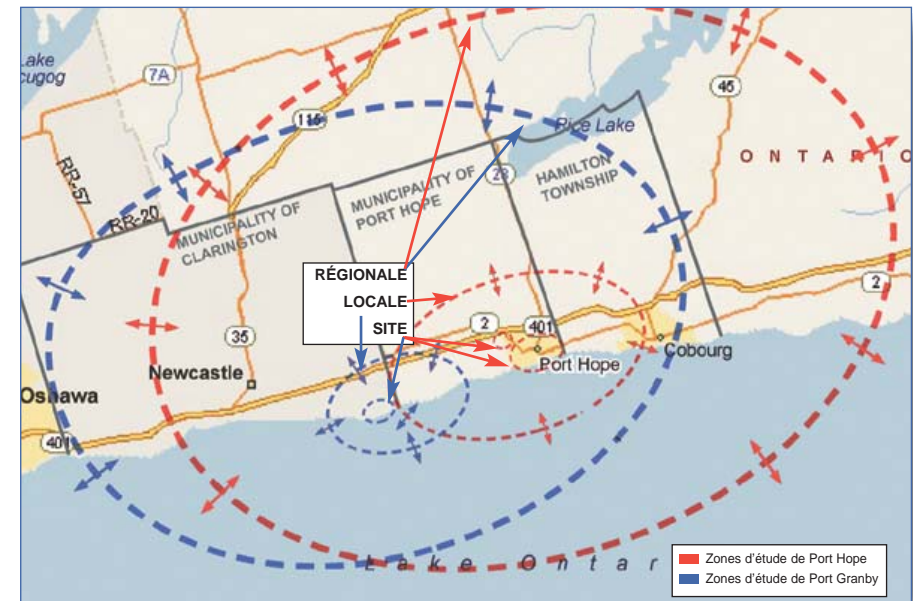 Lake
cugog
7A
115
45
Rice Lake
ONTARIO
RR-57
RR-20
MUNICIPALITY OF
CLARINGTON
MUNICIPALITY OF
PORT HOPE
28
HAMILTON
TOWNSHIP
RÉGIONALE
LOCALE
SITE
2
35
2
401
Port Hope
Cobourg
Newcastle
Oshawa
401
Lake Ontar
Zones d'étude de Port Hope
Zones d'étude de Port Granby